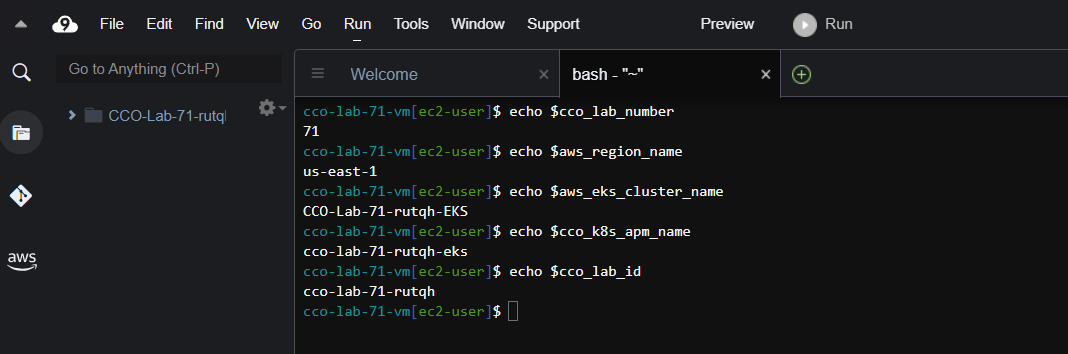 9 File Edit Find View Go Run Tools Window Support Preview Run
Go to Anything (Ctrl-P)
Welcome
bash - "~"
CCO-Lab-71-rutq
aws
cco-lab-71-vm[ec2-user]$ echo $cco_lab_number
71
cco-lab-71-vm[ec2-user]$ echo $aws_region_name
us-east-1
cco-lab-71-vm[ec2-user]$ echo $aws_eks_cluster_name
CCO-Lab-71-rutqh-EKS
cco-lab-71-vm[ec2-user]$ echo $cco_k8s_apm_name
cco-lab-71-rutqh-eks
cco-lab-71-vm[ec2-user]$ echo $cco_lab_id
cco-lab-71-rutqh
cco-lab-71-vm[ec2-user]$